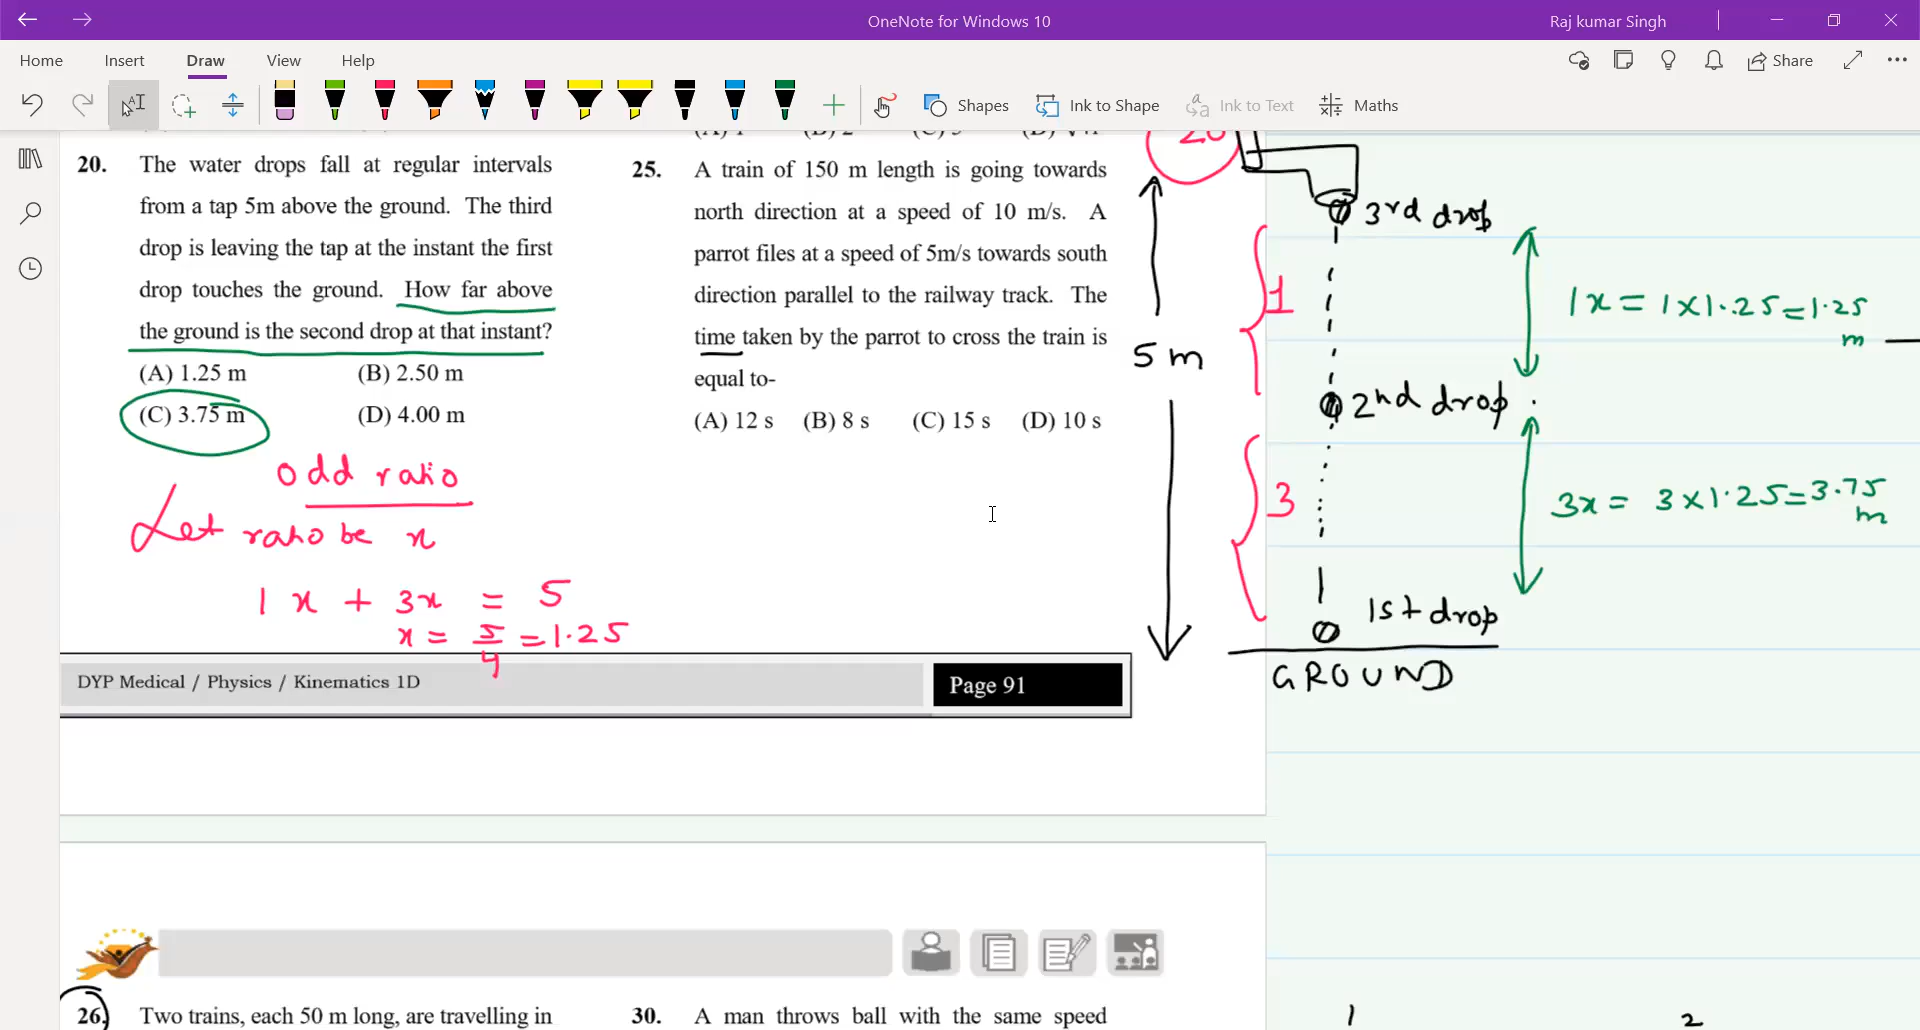 OneNote for Windows 10
Raj kumar Singh
Home Insert Draw View Help
Share
Shapes Ink to Shape Ink to Text Maths
20. The water drops fall at regular intervals
from a tap 5m above the ground. The third
drop is leaving the tap at the instant the first
drop touches the ground. How far above
the ground is the second drop at that instant?
(A) 1.25 m (B) 2.50 m
(C) 3.75 m (D) 4.00 m
Odd ratio
Let ratio be x
1x + 3x = 5
x = 5/4 = 1.25
25. A train of 150 m length is going towards
north direction at a speed of 10 m/s. A
parrot files at a speed of 5m/s towards south
direction parallel to the railway track. The
time taken by the parrot to cross the train is
equal to-
(A) 12 s (B) 8 s (C) 15 s (D) 10 s
20
5 m
3rd drop
1
1x = 1×1.25 = 1.25
m
2nd drop
3
3x = 3×1.25 = 3.75
m
1st drop
GROUND
DYP Medical / Physics / Kinematics 1D
Page 91
26. Two trains, each 50 m long, are travelling in
30. A man throws ball with the same speed
1 2